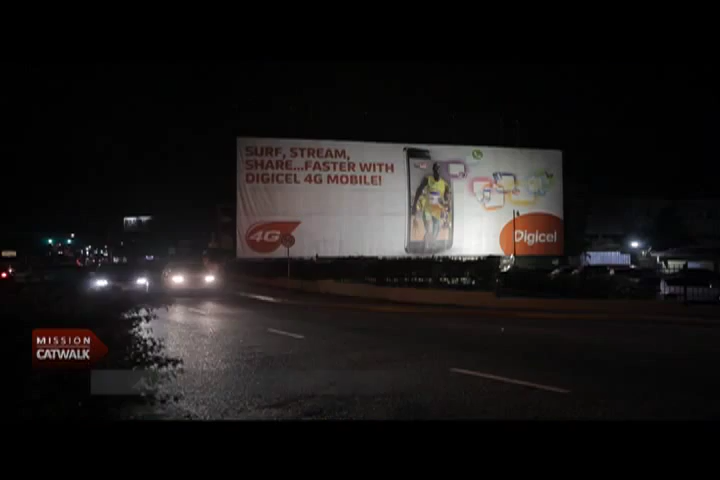 SURF, STREAM,
SHARE...FASTER WITH
DIGICEL 4G MOBILE!
4G
Digicel
MISSION
CATWALK